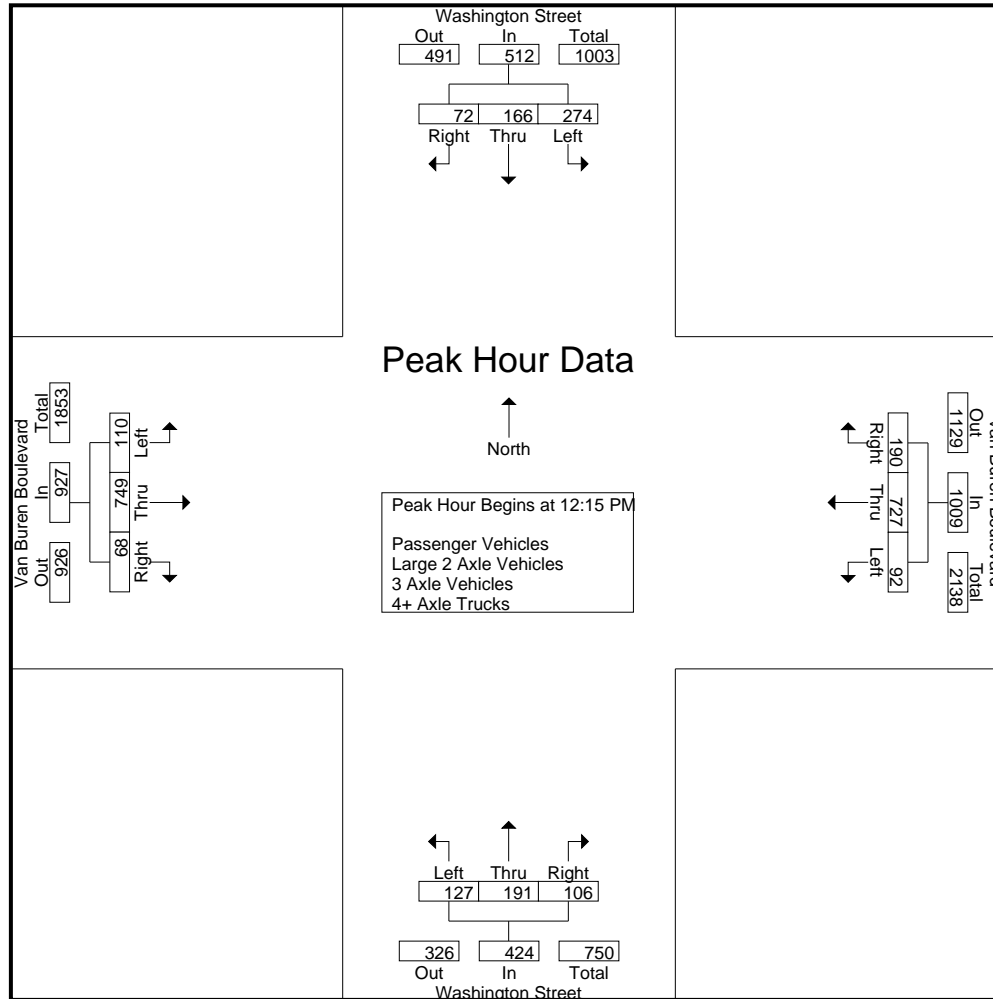 Washington Street
Out In Total
491 512 1003
72 166 274
Right Thru Left
Peak Hour Data
North
Peak Hour Begins at 12:15 PM
Passenger Vehicles
Large 2 Axle Vehicles
3 Axle Vehicles
4+ Axle Trucks
Van Buren Boulevard
Out In Total
926 927 1853
68 749 110
Right Thru Left
Right Thru Left
190 727 92
1129 1009 2138
Out In Total
Van Buren Boulevard
Left Thru Right
127 191 106
326 424 750
Out In Total
Washington Street